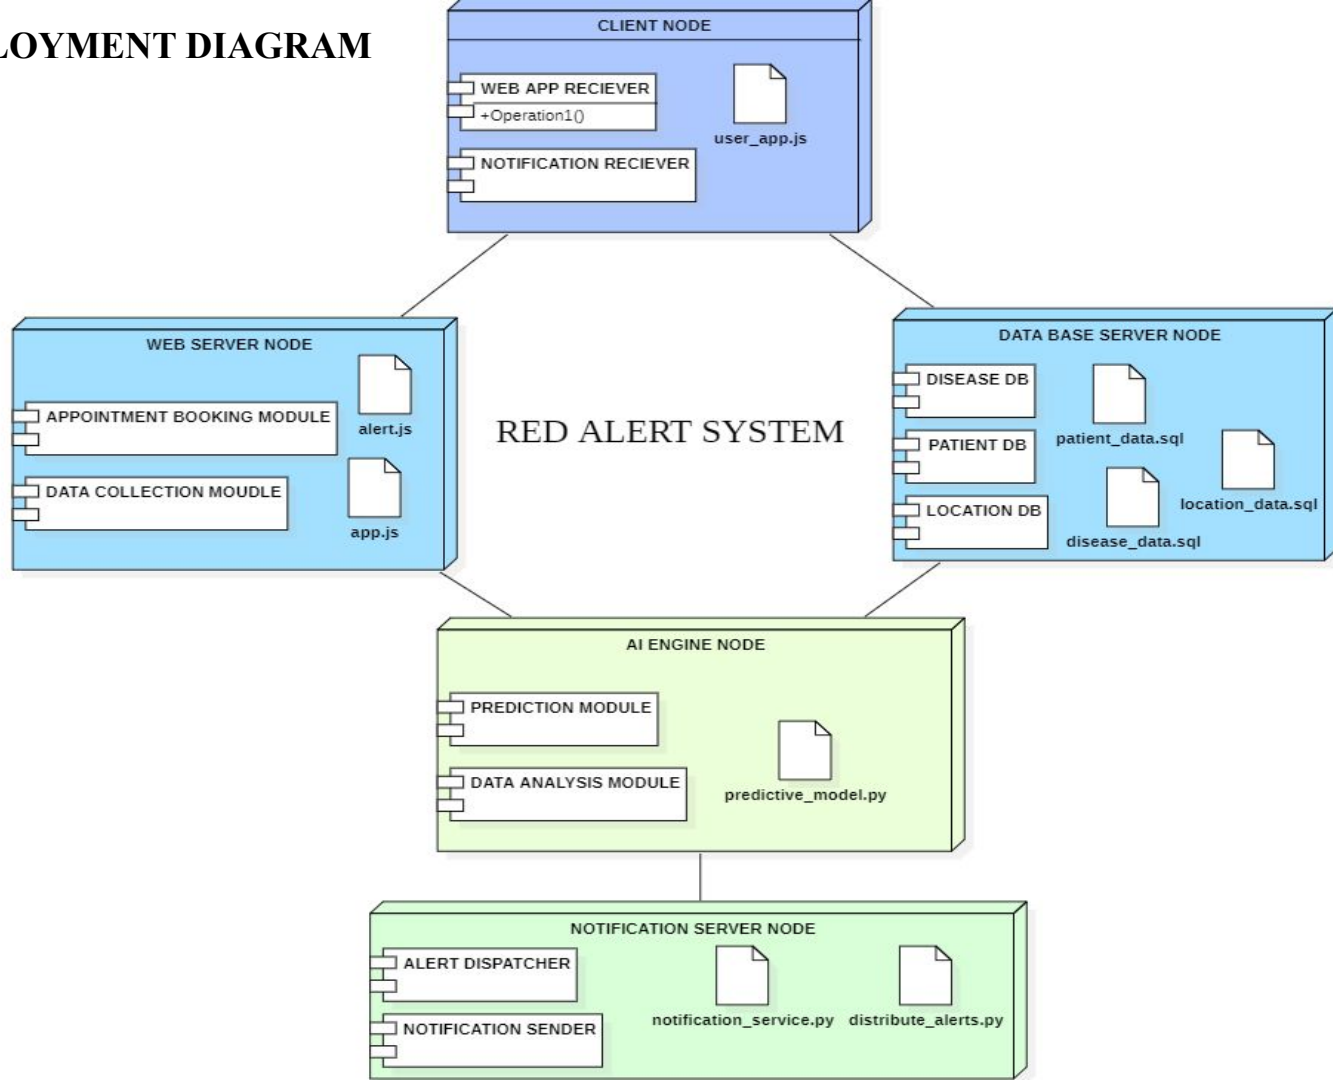 LOYMENT DIAGRAM
CLIENT NODE
WEB APP RECIEVER
+Operation1()
NOTIFICATION RECIEVER
user_app.js
WEB SERVER NODE
alert.js
APPOINTMENT BOOKING MODULE
DATA COLLECTION MOUDLE
app.js
RED ALERT SYSTEM
DATA BASE SERVER NODE
DISEASE DB
PATIENT DB
LOCATION DB
patient_data.sql
location_data.sql
disease_data.sql
AI ENGINE NODE
PREDICTION MODULE
DATA ANALYSIS MODULE
predictive_model.py
NOTIFICATION SERVER NODE
ALERT DISPATCHER
NOTIFICATION SENDER
notification_service.py
distribute_alerts.py